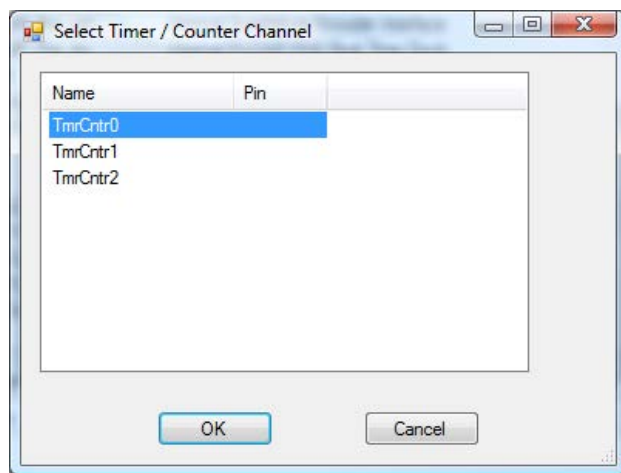 Select Timer / Counter Channel
Name Pin
TmrCntr0
TmrCntr1
TmrCntr2
OK Cancel